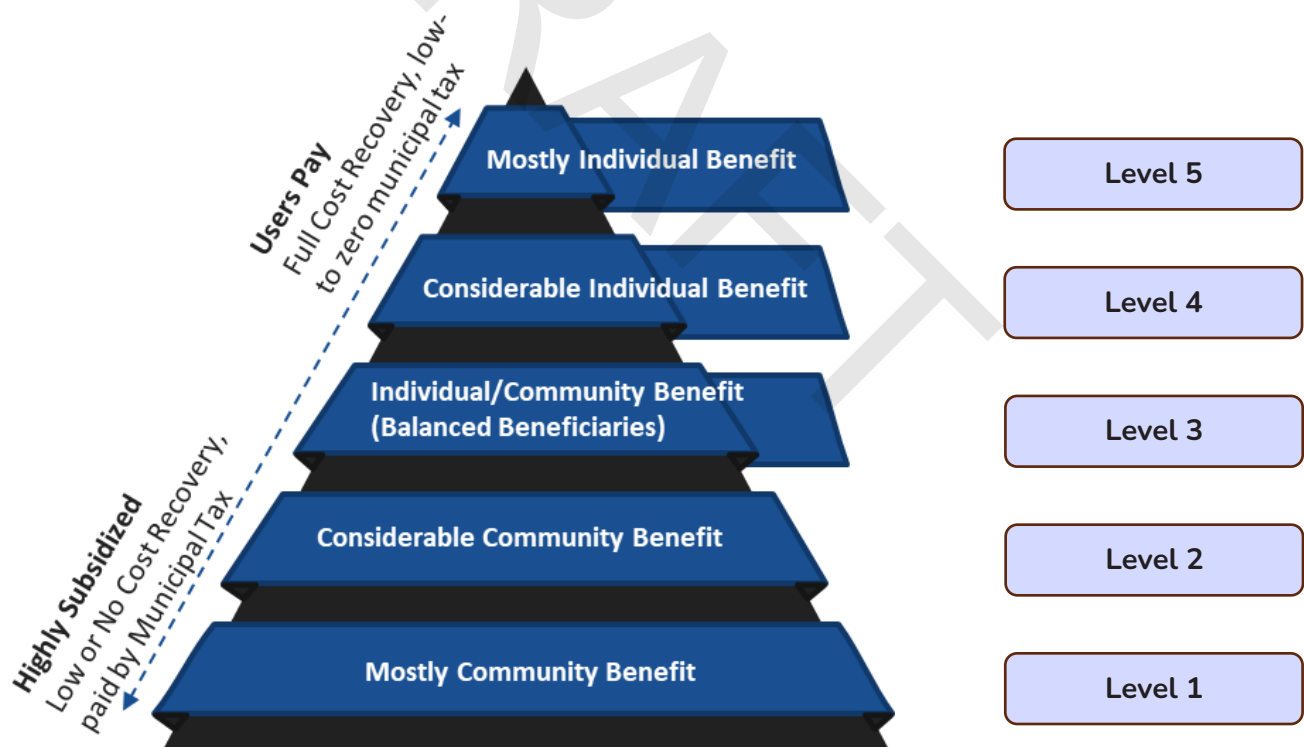 DRAFT
Users Pay
Full Cost Recovery, low-
to zero municipal tax
Highly Subsidized
Low or No Cost Recovery,
paid by Municipal Tax
Mostly Individual Benefit
Level 5
Considerable Individual Benefit
Level 4
Individual/Community Benefit
(Balanced Beneficiaries)
Level 3
Considerable Community Benefit
Level 2
Mostly Community Benefit
Level 1